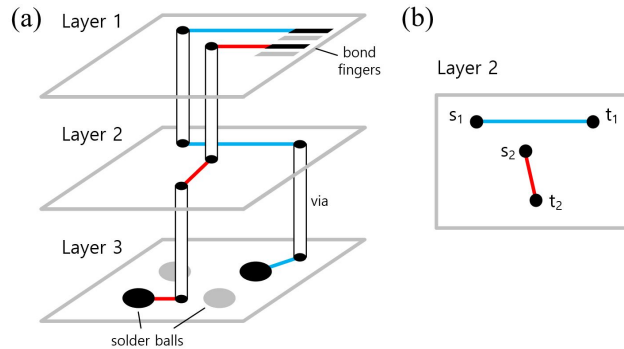 (a)
Layer 1
bond
fingers
Layer 2
via
Layer 3
solder balls
(b)
Layer 2
s1 t1
s2
t2